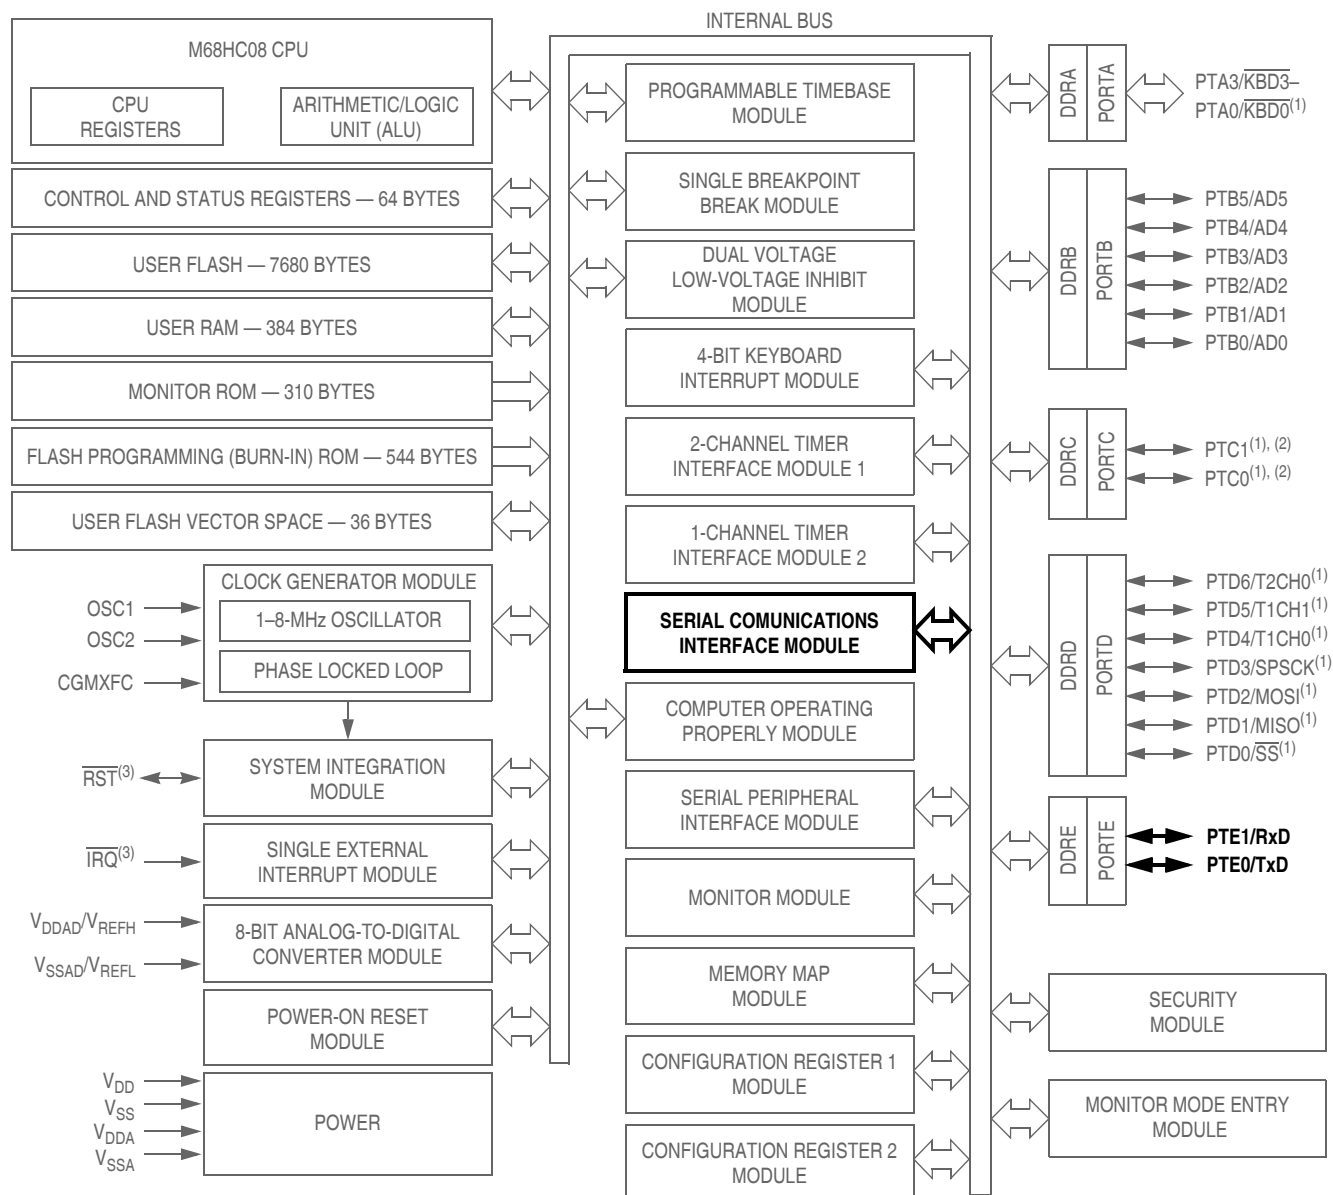 INTERNAL BUS
M68HC08 CPU
CPU
REGISTERS
ARITHMETIC/LOGIC
UNIT (ALU)
CONTROL AND STATUS REGISTERS — 64 BYTES
USER FLASH — 7680 BYTES
USER RAM — 384 BYTES
MONITOR ROM — 310 BYTES
FLASH PROGRAMMING (BURN-IN) ROM — 544 BYTES
USER FLASH VECTOR SPACE — 36 BYTES
CLOCK GENERATOR MODULE
1–8-MHz OSCILLATOR
PHASE LOCKED LOOP
OSC1
OSC2
CGMXFC
SYSTEM INTEGRATION
MODULE
RST(3)
SINGLE EXTERNAL
INTERRUPT MODULE
IRQ(3)
8-BIT ANALOG-TO-DIGITAL
CONVERTER MODULE
VDDAD/VREFH
VSSAD/VREFL
POWER-ON RESET
MODULE
POWER
VDD
VSS
VDDA
VSSA
PROGRAMMABLE TIMEBASE
MODULE
SINGLE BREAKPOINT
BREAK MODULE
DUAL VOLTAGE
LOW-VOLTAGE INHIBIT
MODULE
4-BIT KEYBOARD
INTERRUPT MODULE
2-CHANNEL TIMER
INTERFACE MODULE 1
1-CHANNEL TIMER
INTERFACE MODULE 2
SERIAL COMUNICATIONS
INTERFACE MODULE
COMPUTER OPERATING
PROPERLY MODULE
SERIAL PERIPHERAL
INTERFACE MODULE
MONITOR MODULE
MEMORY MAP
MODULE
CONFIGURATION REGISTER 1
MODULE
CONFIGURATION REGISTER 2
MODULE
DDRA
PORTA
PTA3/KBD3–
PTA0/KBD0(1)
DDRB
PORTB
PTB5/AD5
PTB4/AD4
PTB3/AD3
PTB2/AD2
PTB1/AD1
PTB0/AD0
DDRC
PORTC
PTC1(1), (2)
PTC0(1), (2)
DDRD
PORTD
PTD6/T2CH0(1)
PTD5/T1CH1(1)
PTD4/T1CH0(1)
PTD3/SPSCK(1)
PTD2/MOSI(1)
PTD1/MISO(1)
PTD0/SS(1)
DDRE
PORTE
PTE1/RxD
PTE0/TxD
SECURITY
MODULE
MONITOR MODE ENTRY
MODULE